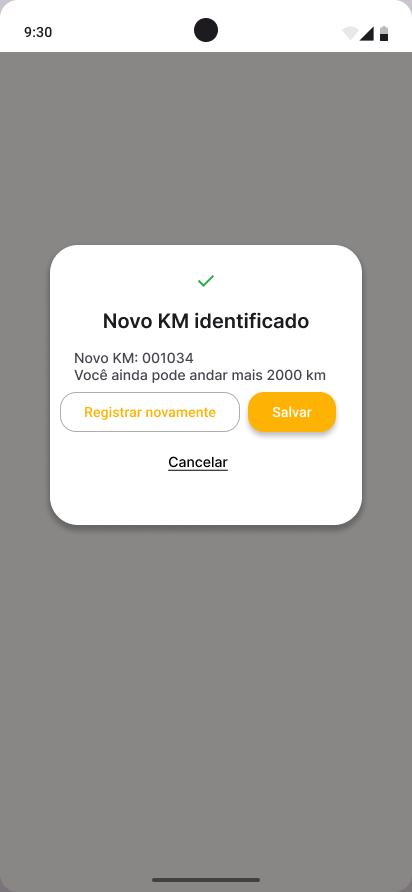 9:30
Novo KM identificado
Novo KM: 001034
Você ainda pode andar mais 2000 km
Registrar novamente
Salvar
Cancelar